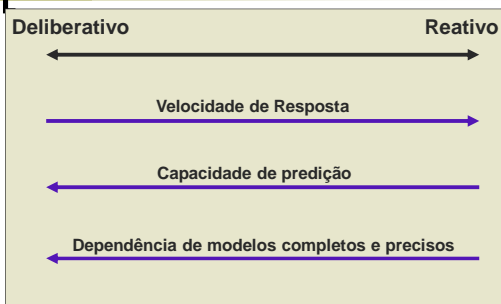 Deliberativo Reativo
Velocidade de Resposta
Capacidade de predição
Dependência de modelos completos e precisos